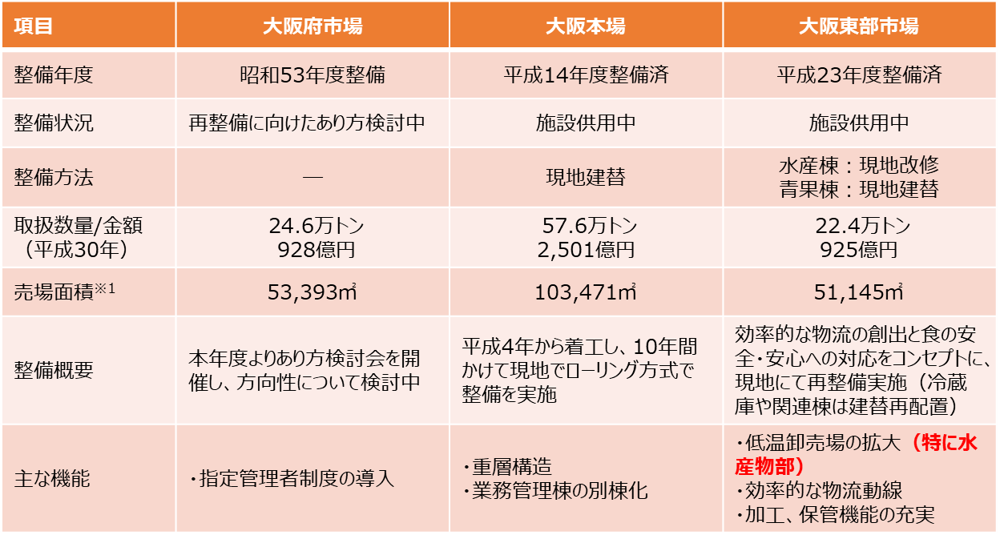 項目 大阪府市場 大阪本場 大阪東部市場
整備年度 昭和53年度整備 平成14年度整備済 平成23年度整備済
整備状況 再整備に向けたあり方検討中 施設供用中 施設供用中
整備方法 ― 現地建替 水産棟：現地改修
青果棟：現地建替
取扱数量/金額 24.6万トン 57.6万トン 22.4万トン
（平成30年） 928億円 2,501億円 925億円
売場面積※1 53,393㎡ 103,471㎡ 51,145㎡
整備概要
本年度よりあり方検討会を開
催し、方向性について検討中
平成4年から着工し、10年間
かけて現地でローリング方式で
整備を実施
効率的な物流の創出と食の安
全・安心への対応をコンセプトに、
現地にて再整備実施（冷蔵
庫や関連棟は建替再配置）
主な機能
・指定管理者制度の導入
・重層構造
・業務管理棟の別棟化
・低温卸売場の拡大（特に水
産物部）
・効率的な物流動線
・加工、保管機能の充実